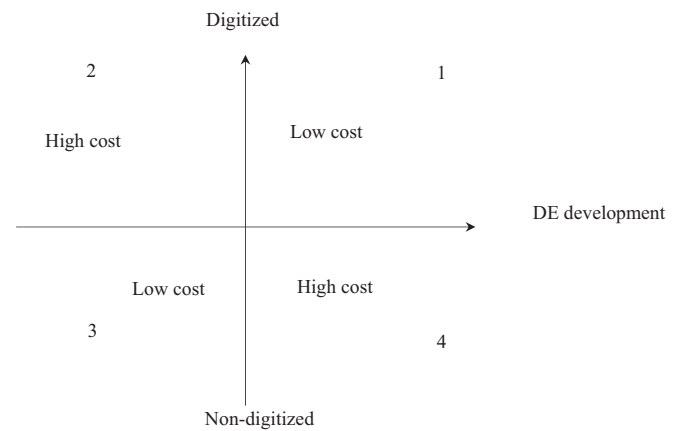 Digitized
2
1
High cost
Low cost
DE development
Low cost
High cost
3
4
Non-digitized